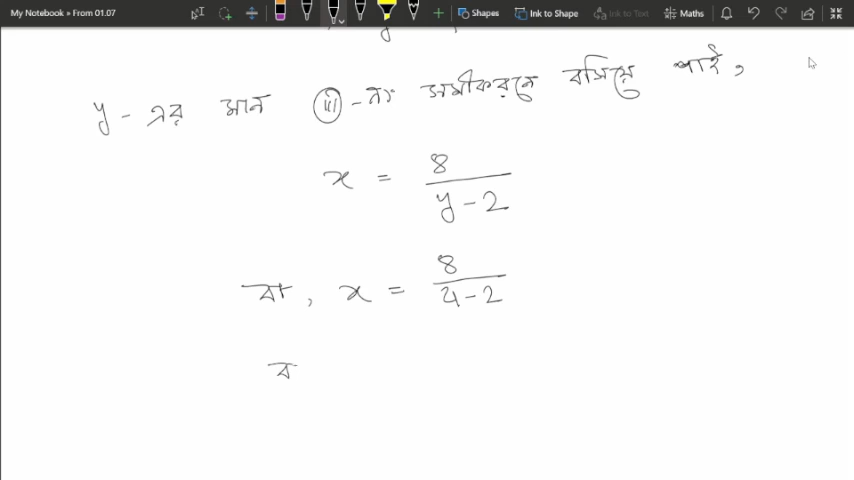 My Notebook » From 01.07 Shapes Ink to Shape Ink to Text Maths
y - এর মান (iii) - নং সমীকরনে বসিয়ে পাই,
x = 8 / y - 2
বা, x = 8 / 4 - 2
ব